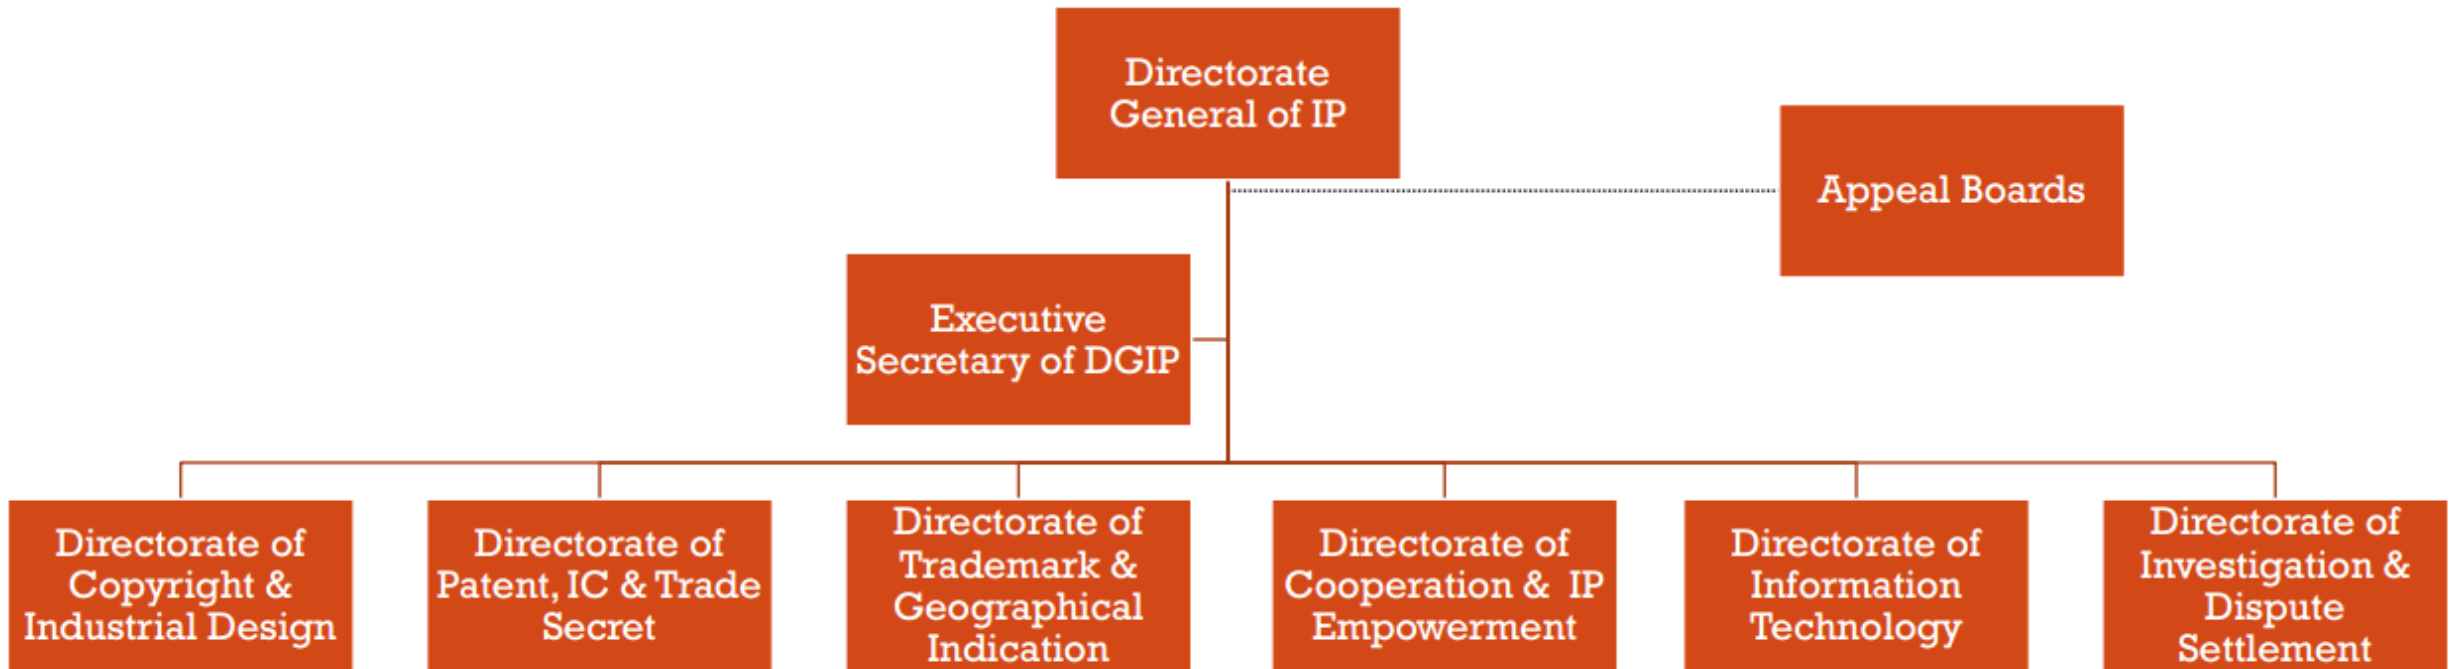 Directorate
General of IP
Appeal Boards
Executive
Secretary of DGIP
Directorate of
Copyright &
Industrial Design
Directorate of
Patent, IC & Trade
Secret
Directorate of
Trademark &
Geographical
Indication
Directorate of
Cooperation & IP
Empowerment
Directorate of
Information
Technology
Directorate of
Investigation &
Dispute
Settlement